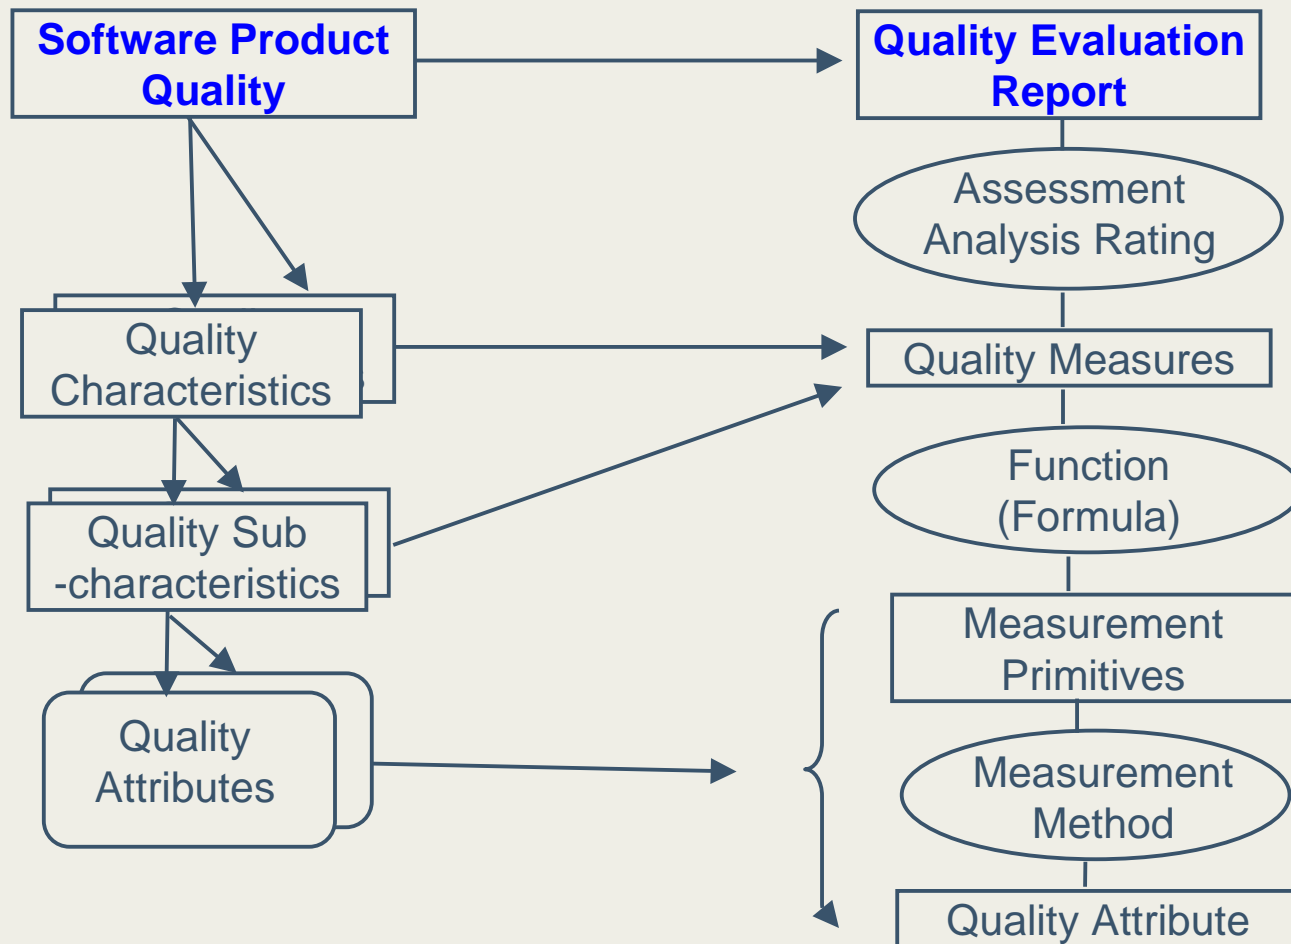 Software Product
Quality
Quality Evaluation
Report
Assessment
Analysis Rating
Quality
Characteristics
Quality Measures
Function
(Formula)
Quality Sub
-characteristics
Measurement
Primitives
Quality
Attributes
Measurement
Method
Quality Attribute